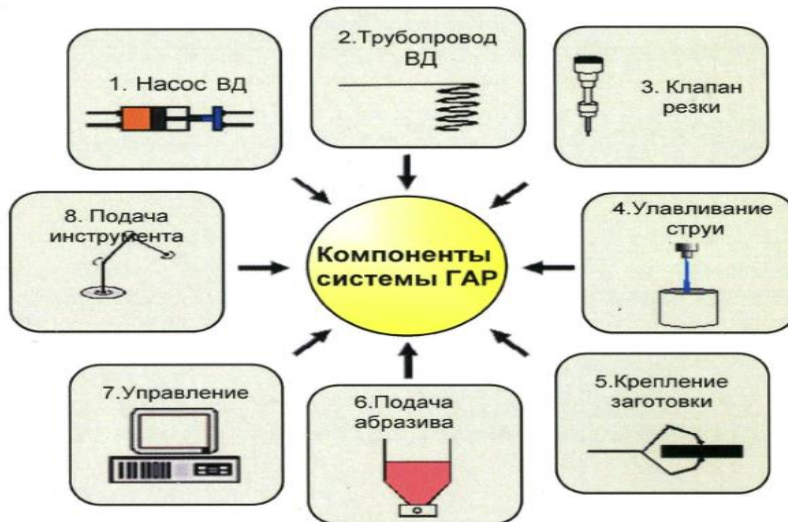 1. Насос ВД
2.Трубопровод
ВД
3. Клапан
резки
8. Подача
инструмента
Компоненты
системы ГАР
4.Улавливание
струи
7.Управление
6.Подача
абразива
5.Крепление
заготовки